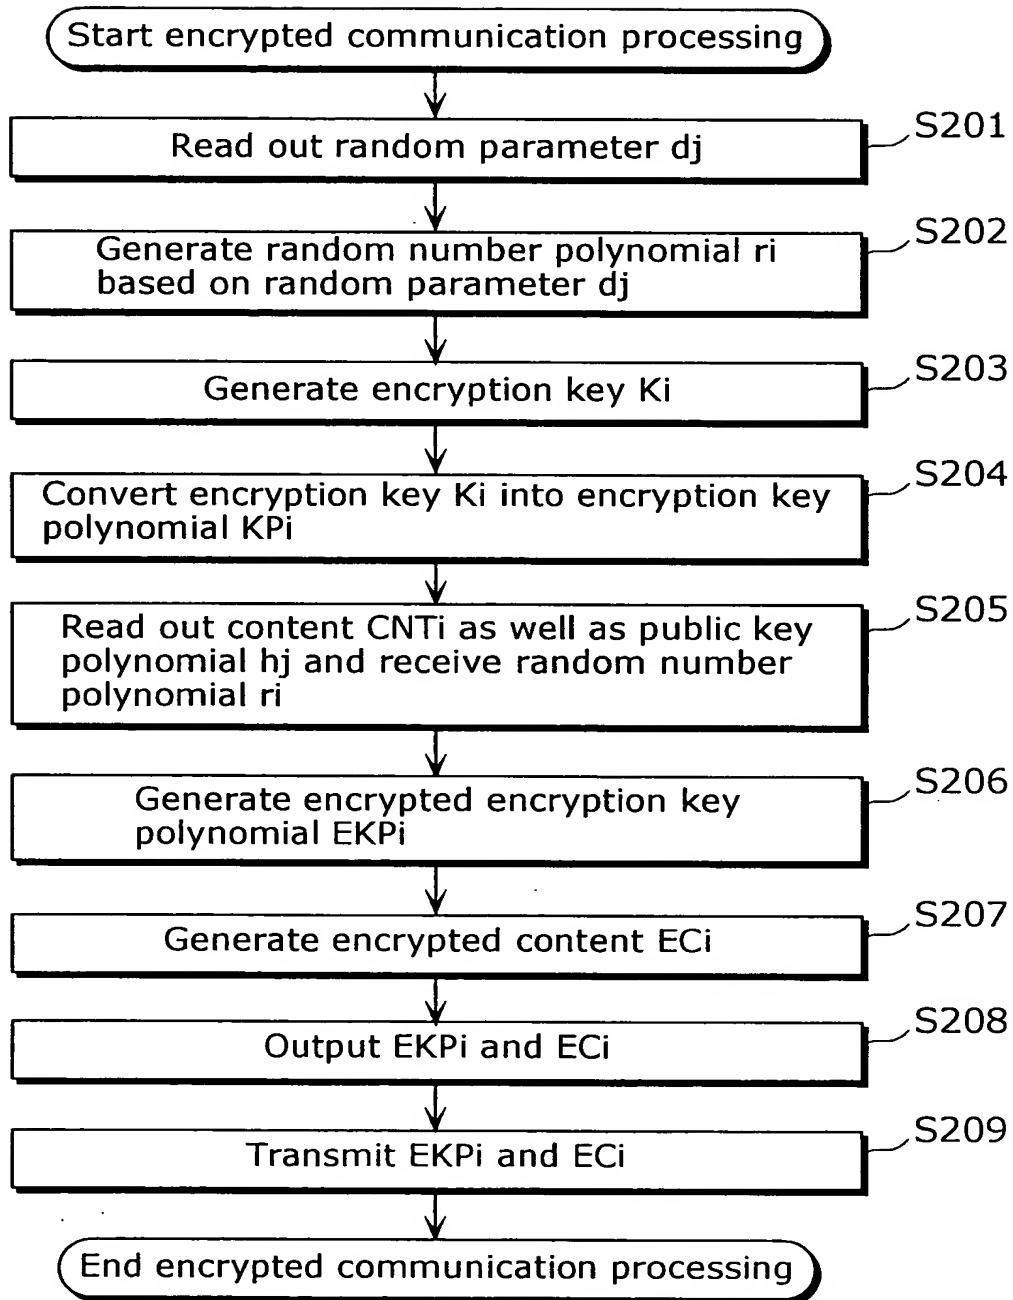 Start encrypted communication processing
S201
Read out random parameter dj
S202
Generate random number polynomial ri
based on random parameter dj
S203
Generate encryption key Ki
S204
Convert encryption key Ki into encryption key
polynomial KPi
S205
Read out content CNTi as well as public key
polynomial hj and receive random number
polynomial ri
S206
Generate encrypted encryption key
polynomial EKPi
S207
Generate encrypted content ECi
S208
Output EKPi and ECi
S209
Transmit EKPi and ECi
End encrypted communication processing